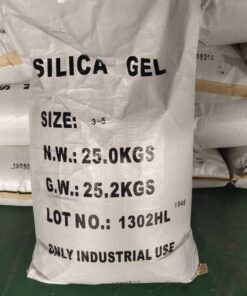 SILICA GEL
SIZE: 3-5
N.W.: 25.0KGS
G.W.: 25.2KGS
LOT NO.: 1302HL
ONLY INDUSTRIAL USE